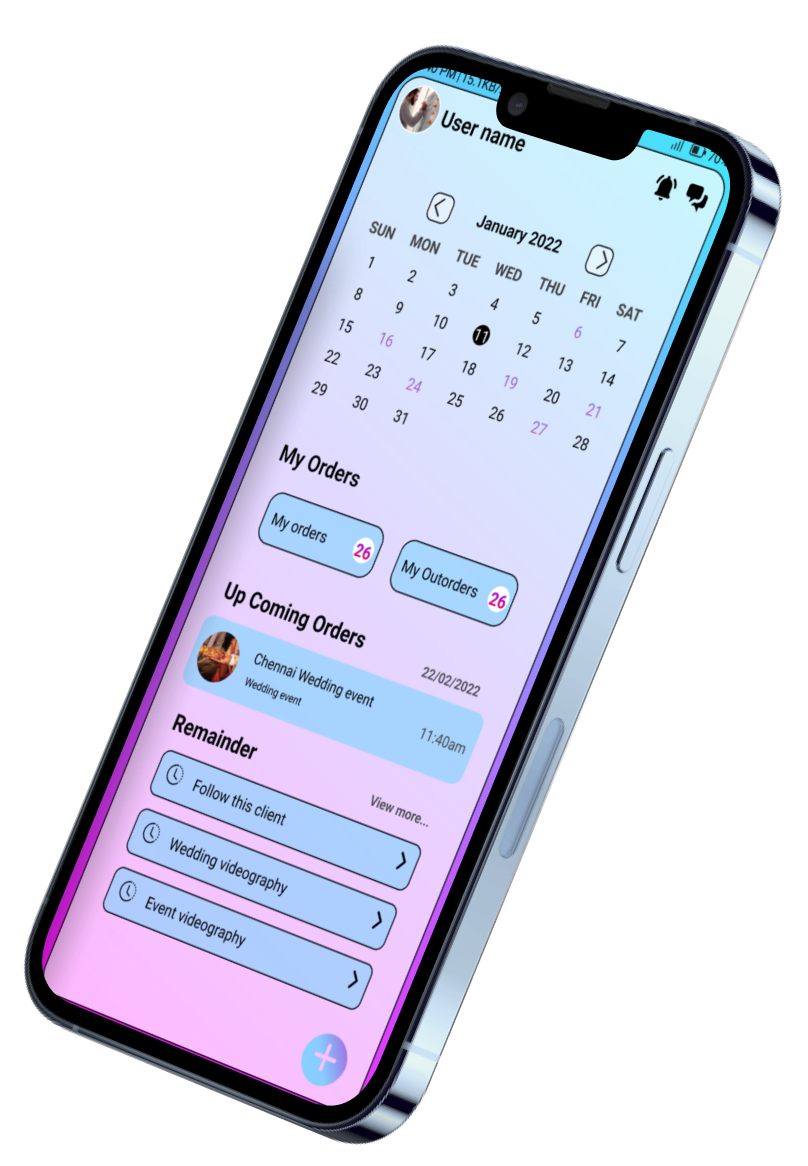 PM | 15.1KB/
User name
January 2022
SUN MON TUE WED THU FRI SAT
1 2 3 4 5 6 7
8 9 10 11 12 13 14
15 16 17 18 19 20 21
22 23 24 25 26 27 28
29 30 31
My Orders
My orders 26
My Outorders 26
Up Coming Orders
22/02/2022
Chennai Wedding event
Wedding event
11:40am
Remainder
View more...
Follow this client
Wedding videography
Event videography